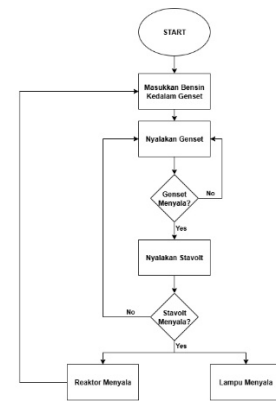 START
Masukkan Bensin
Kedalam Genset
Nyalakan Genset
Genset
Menyala?
No
Yes
Nyalakan Stavolt
No
Stavolt
Menyala?
Yes
Reaktor Menyala
Lampu Menyala